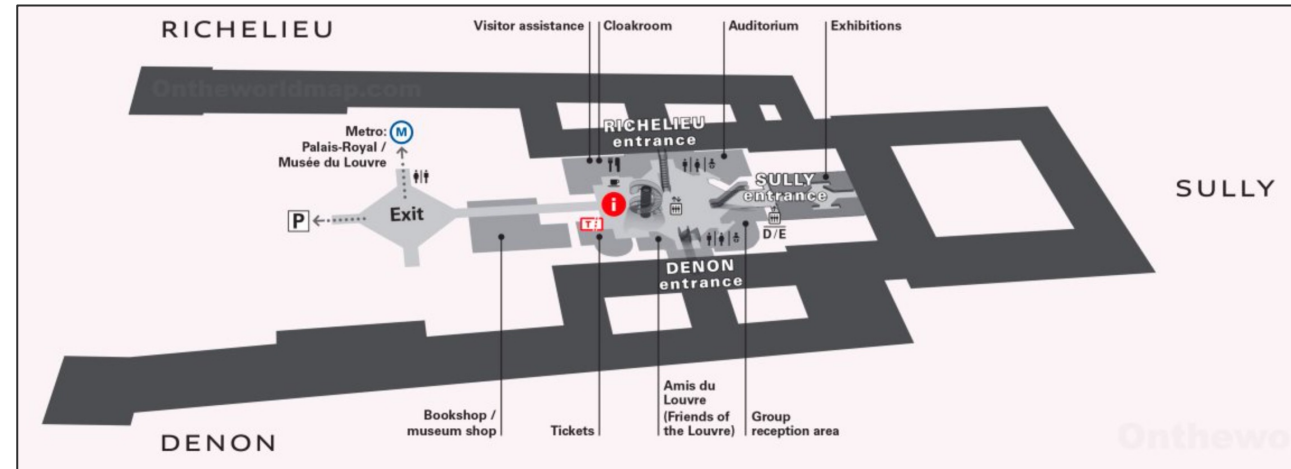 RICHELIEU
Visitor assistance
Cloakroom
Auditorium
Exhibitions
Ontheworldmap.com
Metro:
Palais-Royal /
Musée du Louvre
M
RICHELIEU
entrance
SULLY
entrance
SULLY
P
Exit
i
T
D/E
DENON
entrance
Bookshop /
museum shop
Tickets
Amis du
Louvre
(Friends of
the Louvre)
Group
reception area
DENON
Onthewo